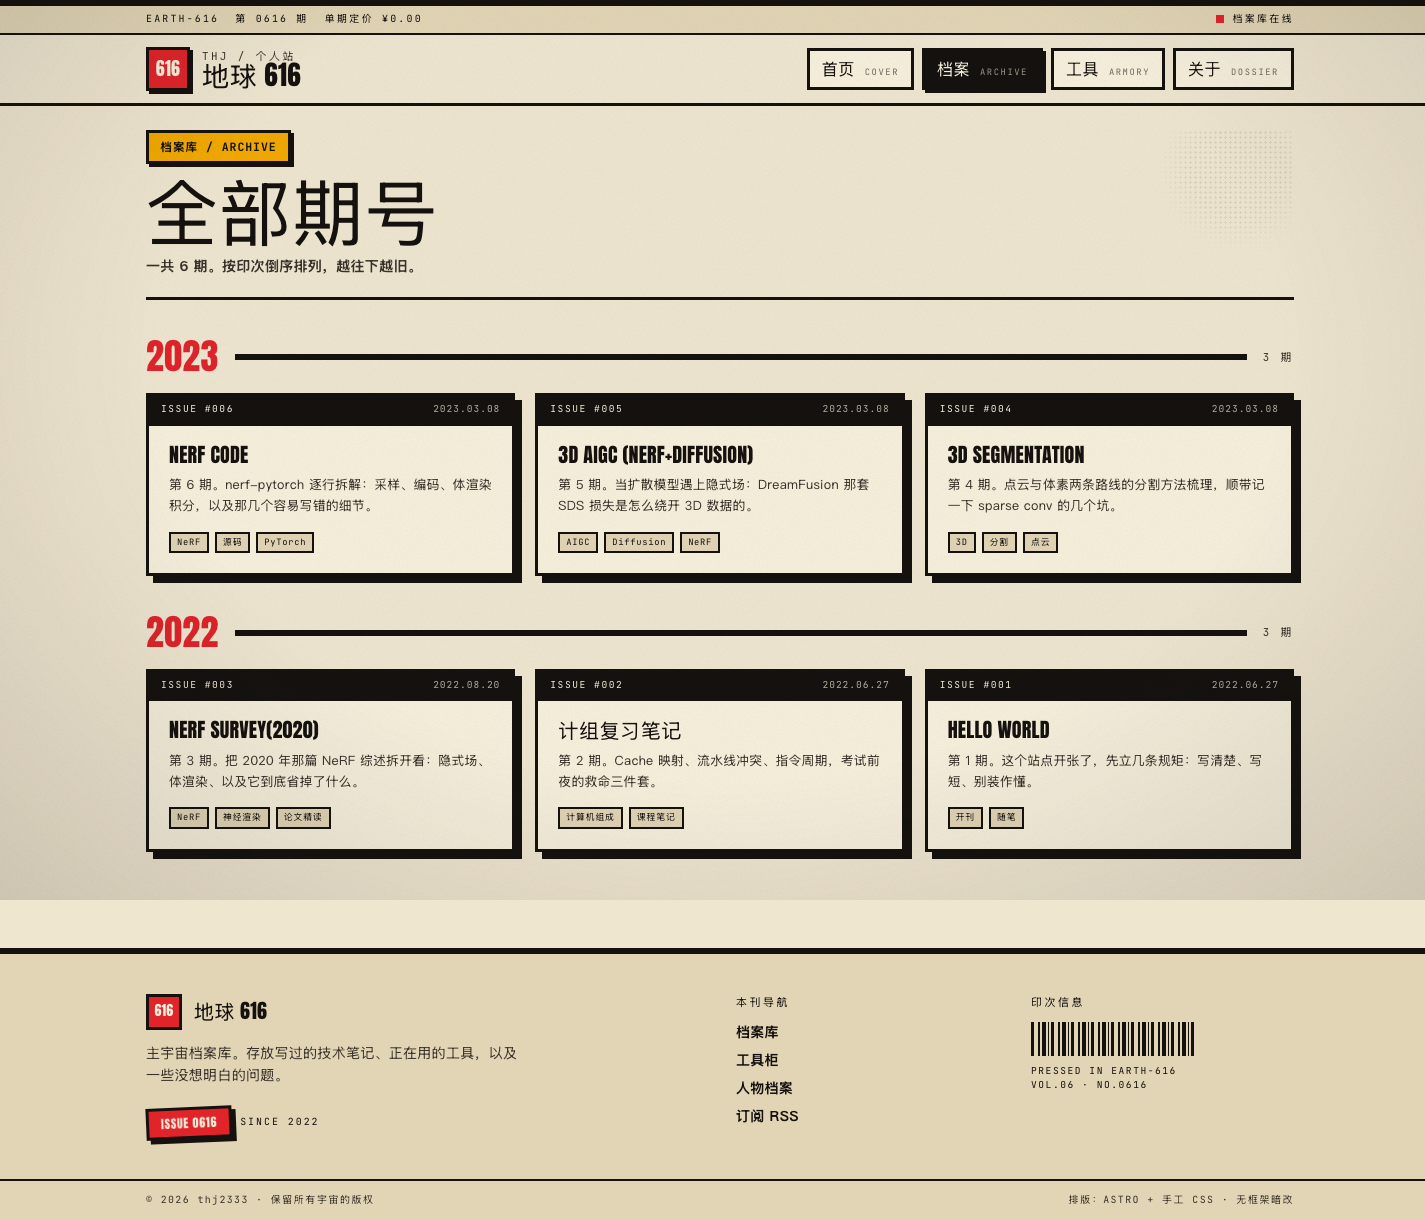 EARTH-616 第 0616 期 单期定价 ¥0.00
档案库在线
616
THJ / 个人站
地球 616
首页 COVER
档案 ARCHIVE
工具 ARMORY
关于 DOSSIER
档案库 / ARCHIVE
全部期号
一共 6 期。按印次倒序排列，越往下越旧。
2023
3 期
ISSUE #006 2023.03.08
NERF CODE
第 6 期。nerf-pytorch 逐行拆解：采样、编码、体渲染
积分，以及那几个容易写错的细节。
NeRF 源码 PyTorch
ISSUE #005 2023.03.08
3D AIGC (NERF+DIFFUSION)
第 5 期。当扩散模型遇上隐式场：DreamFusion 那套
SDS 损失是怎么绕开 3D 数据的。
AIGC Diffusion NeRF
ISSUE #004 2023.03.08
3D SEGMENTATION
第 4 期。点云与体素两条路线的分割方法梳理，顺带记
一下 sparse conv 的几个坑。
3D 分割 点云
2022
3 期
ISSUE #003 2022.08.20
NERF SURVEY(2020)
第 3 期。把 2020 年那篇 NeRF 综述拆开看：隐式场、
体渲染、以及它到底省掉了什么。
NeRF 神经渲染 论文精读
ISSUE #002 2022.06.27
计组复习笔记
第 2 期。Cache 映射、流水线冲突、指令周期，考试前
夜的救命三件套。
计算机组成 课程笔记
ISSUE #001 2022.06.27
HELLO WORLD
第 1 期。这个站点开张了，先立几条规矩：写清楚、写
短、别装作懂。
开刊 随笔
616 地球 616
主宇宙档案库。存放写过的技术笔记、正在用的工具，以及
一些没想明白的问题。
ISSUE 0616 SINCE 2022
本刊导航
档案库
工具柜
人物档案
订阅 RSS
印次信息
PRESSED IN EARTH-616
VOL.06 · NO.0616
© 2026 thj2333 · 保留所有宇宙的版权
排版：ASTRO + 手工 CSS · 无框架暗改